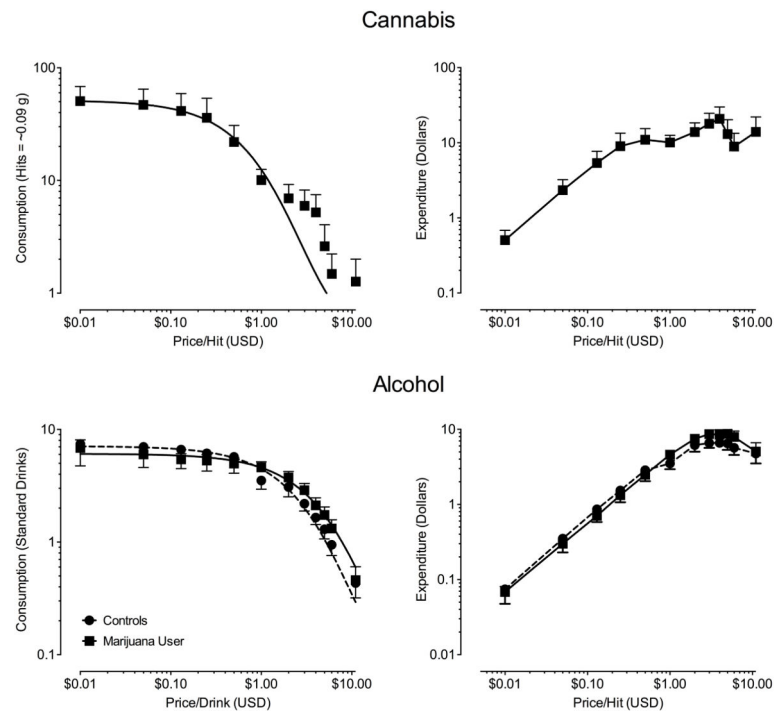 Cannabis
Consumption (Hits = ~0.09 g)
100
10
1
$0.01
$0.10
$1.00
$10.00
Price/Hit (USD)
Expenditure (Dollars)
100
10
1
0.1
$0.01
$0.10
$1.00
$10.00
Price/Hit (USD)
Alcohol
Consumption (Standard Drinks)
10
1
0.1
Controls
Marijuana User
$0.01
$0.10
$1.00
$10.00
Price/Drink (USD)
Expenditure (Dollars)
10
1
0.1
0.01
$0.01
$0.10
$1.00
$10.00
Price/Hit (USD)